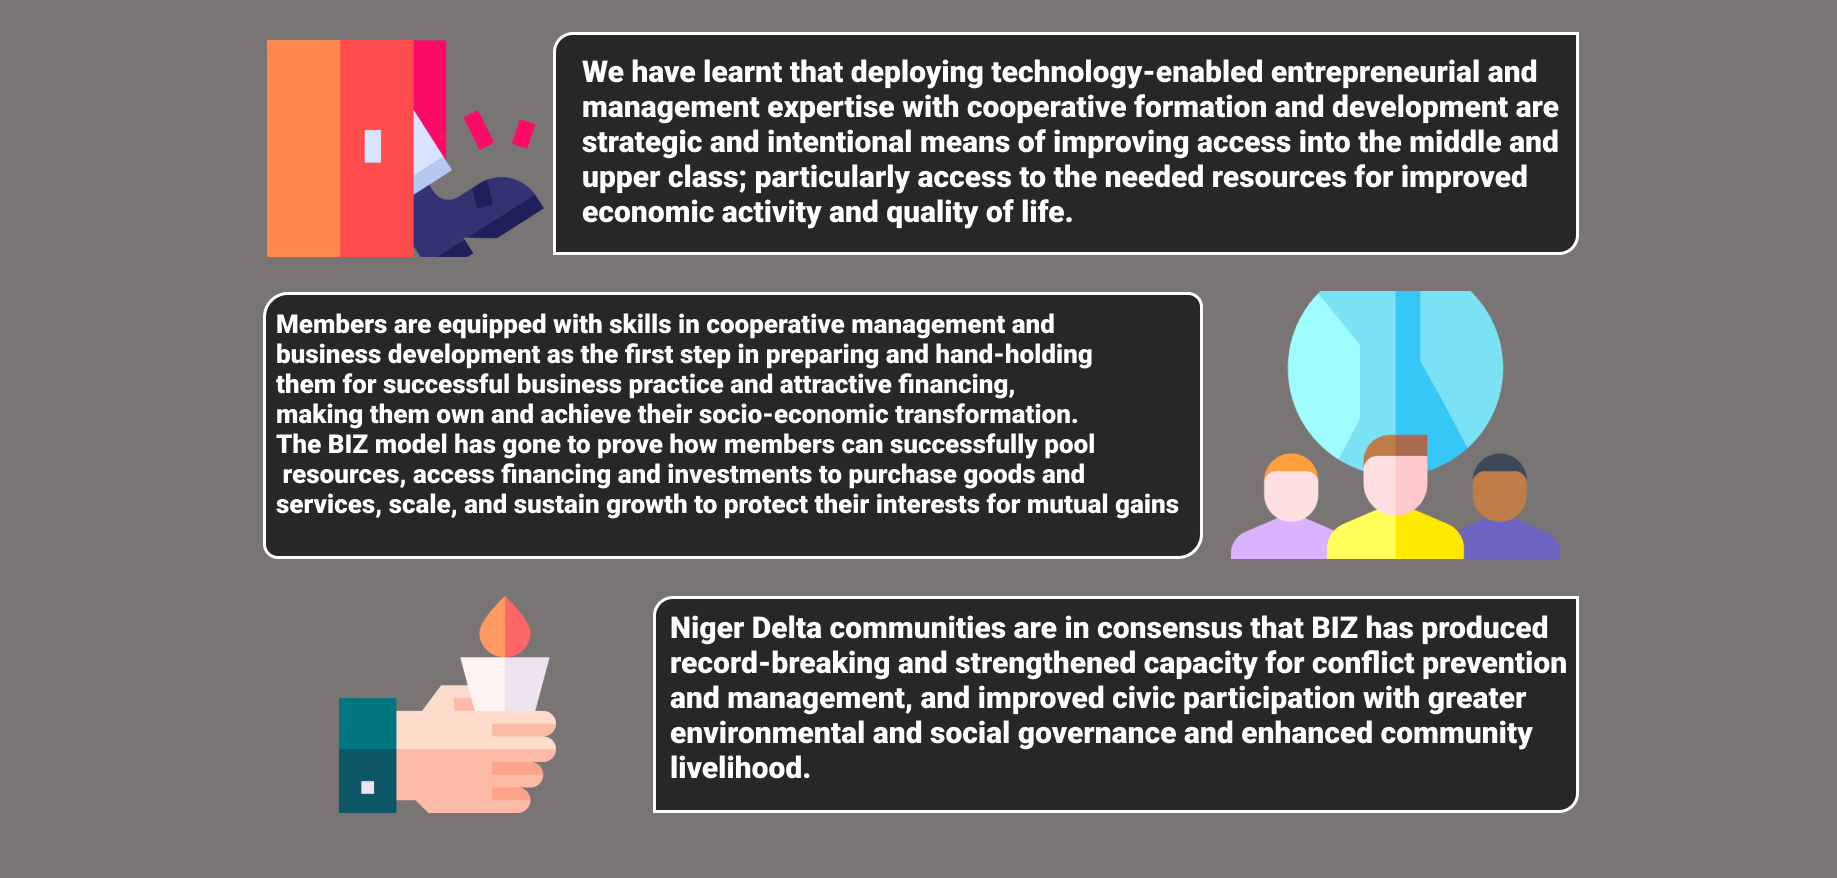 We have learnt that deploying technology-enabled entrepreneurial and
management expertise with cooperative formation and development are
strategic and intentional means of improving access into the middle and
upper class; particularly access to the needed resources for improved
economic activity and quality of life.
Members are equipped with skills in cooperative management and
business development as the first step in preparing and hand-holding
them for successful business practice and attractive financing,
making them own and achieve their socio-economic transformation.
The BIZ model has gone to prove how members can successfully pool
resources, access financing and investments to purchase goods and
services, scale, and sustain growth to protect their interests for mutual gains
Niger Delta communities are in consensus that BIZ has produced
record-breaking and strengthened capacity for conflict prevention
and management, and improved civic participation with greater
environmental and social governance and enhanced community
livelihood.